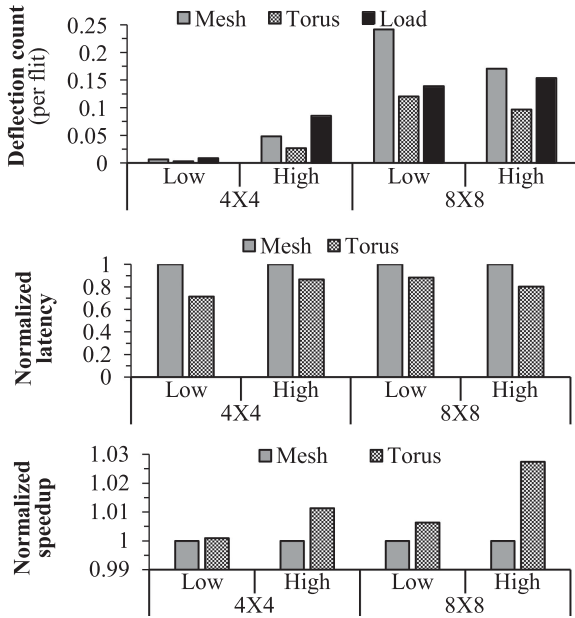 Mesh Torus Load
Deflection count
(per flit)
0.25
0.2
0.15
0.1
0.05
0
Low High Low High
4X4 8X8
Mesh Torus
Normalized
latency
1
0.8
0.6
0.4
0.2
0
Low High Low High
4X4 8X8
Mesh Torus
Normalized
speedup
1.03
1.02
1.01
1
0.99
Low High Low High
4X4 8X8